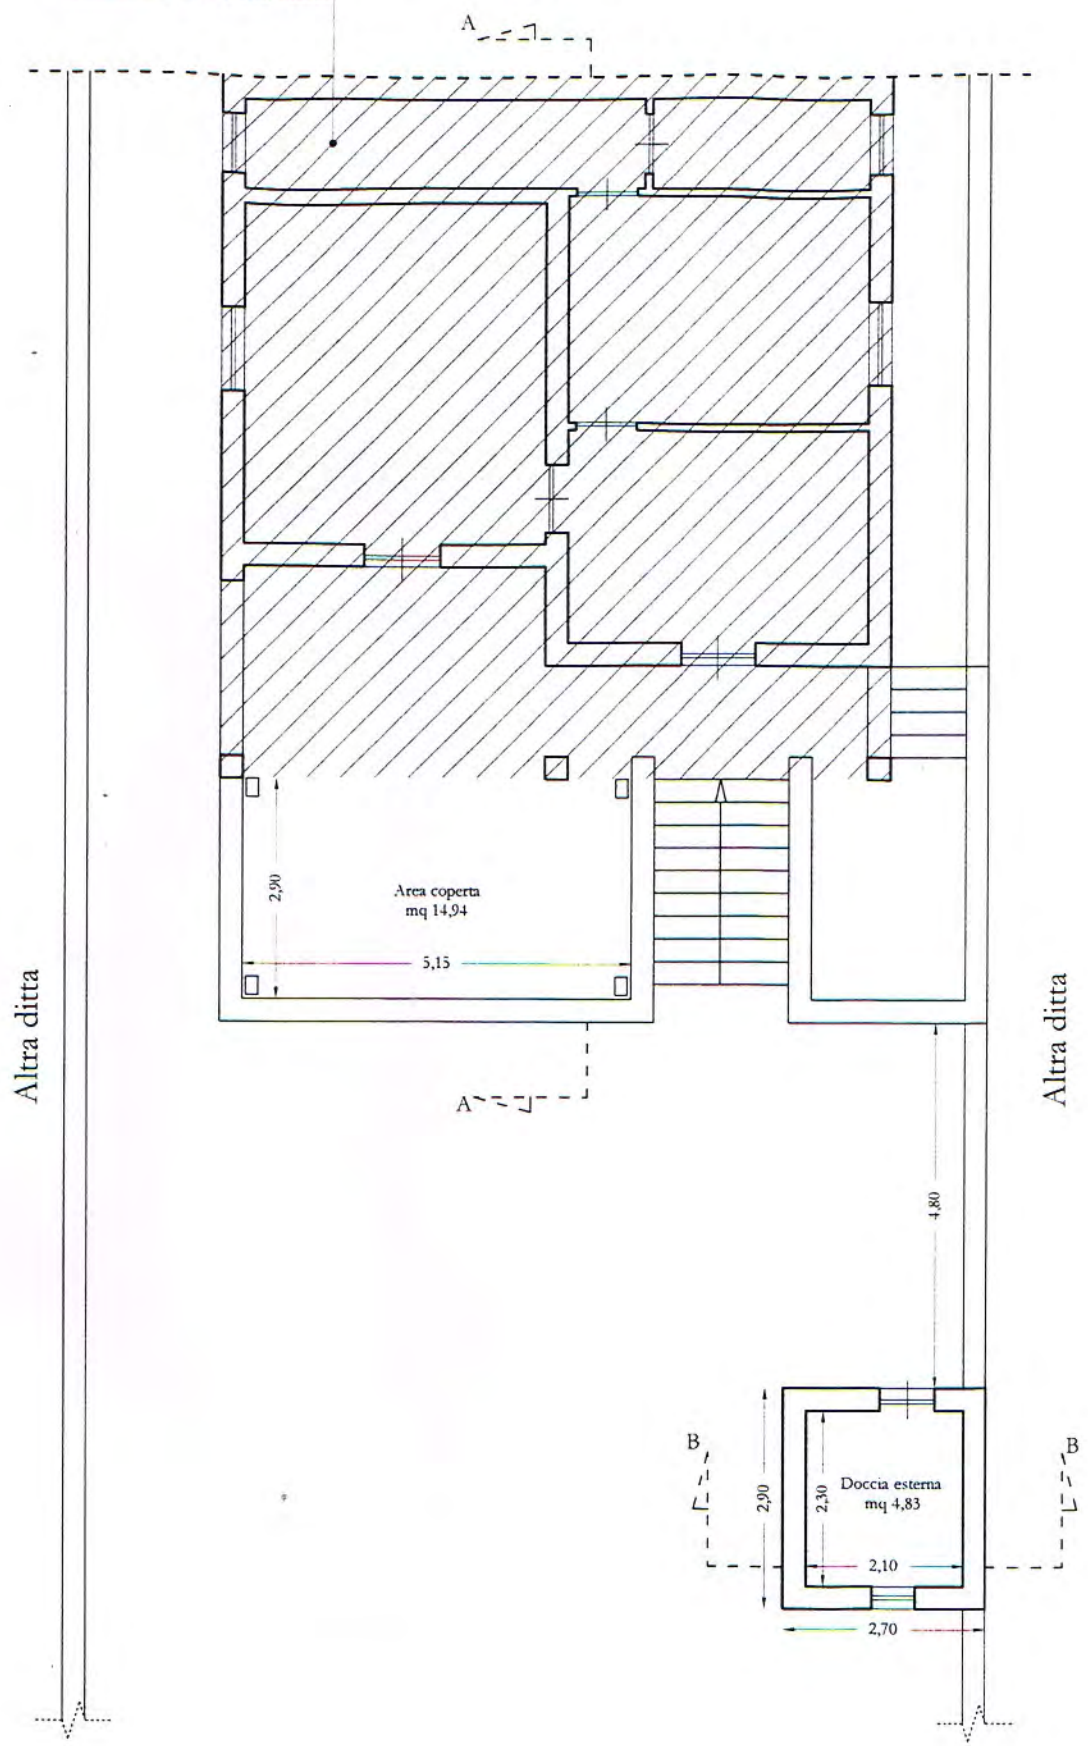 A
2,90
Area coperta
mq 14,94
5,15
Altra ditta
Altra ditta
A
4,80
B
B
2,90
2,30
Doccia esterna
mq 4,83
2,10
2,70